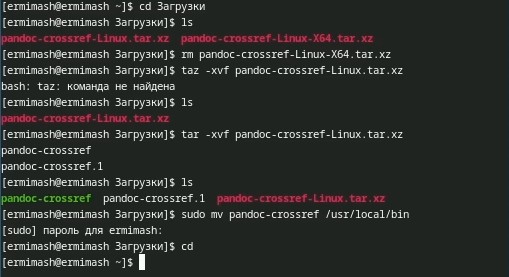 [ermimash@ermimash ~]$ cd Загрузки
[ermimash@ermimash Загрузки]$ ls
pandoc-crossref-Linux.tar.xz  pandoc-crossref-Linux-X64.tar.xz
[ermimash@ermimash Загрузки]$ rm pandoc-crossref-Linux-X64.tar.xz
[ermimash@ermimash Загрузки]$ taz -xvf pandoc-crossref-Linux.tar.xz
bash: taz: команда не найдена
[ermimash@ermimash Загрузки]$ ls
pandoc-crossref-Linux.tar.xz
[ermimash@ermimash Загрузки]$ tar -xvf pandoc-crossref-Linux.tar.xz
pandoc-crossref
pandoc-crossref.1
[ermimash@ermimash Загрузки]$ ls
pandoc-crossref  pandoc-crossref.1  pandoc-crossref-Linux.tar.xz
[ermimash@ermimash Загрузки]$ sudo mv pandoc-crossref /usr/local/bin
[sudo] пароль для ermimash:
[ermimash@ermimash Загрузки]$ cd
[ermimash@ermimash ~]$